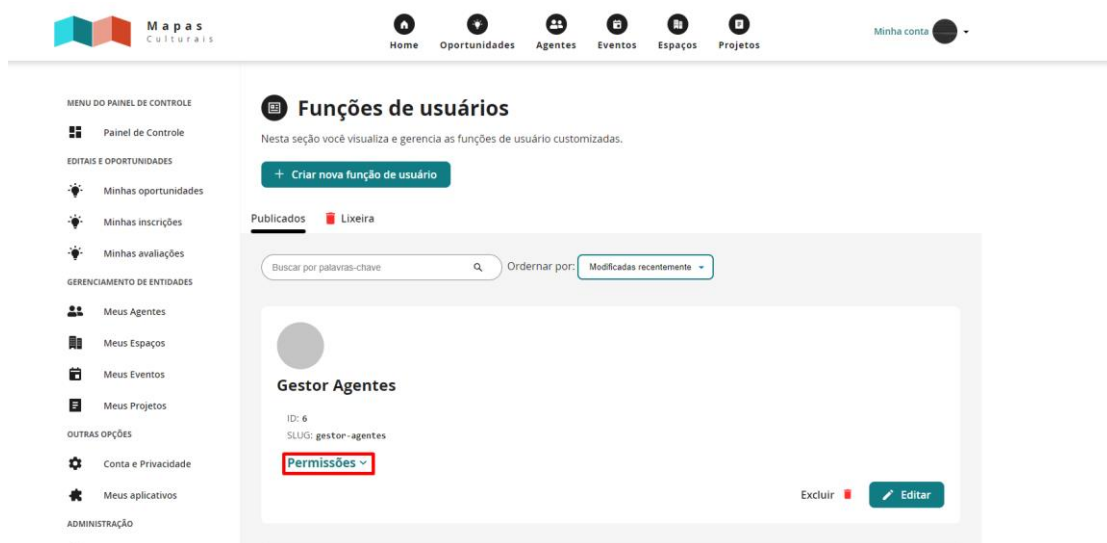 Mapas
Culturais
Home
Oportunidades
Agentes
Eventos
Espaços
Projetos
Minha conta
MENU DO PAINEL DE CONTROLE
Painel de Controle
EDITAIS E OPORTUNIDADES
Minhas oportunidades
Minhas inscrições
Minhas avaliações
GERENCIAMENTO DE ENTIDADES
Meus Agentes
Meus Espaços
Meus Eventos
Meus Projetos
OUTRAS OPÇÕES
Conta e Privacidade
Meus aplicativos
ADMINISTRAÇÃO
Funções de usuários
Nesta seção você visualiza e gerencia as funções de usuário customizadas.
+ Criar nova função de usuário
Publicados
Lixeira
Buscar por palavras-chave
Ordernar por:
Modificadas recentemente
Gestor Agentes
ID: 6
SLUG: gestor-agentes
Permissões
Excluir
Editar